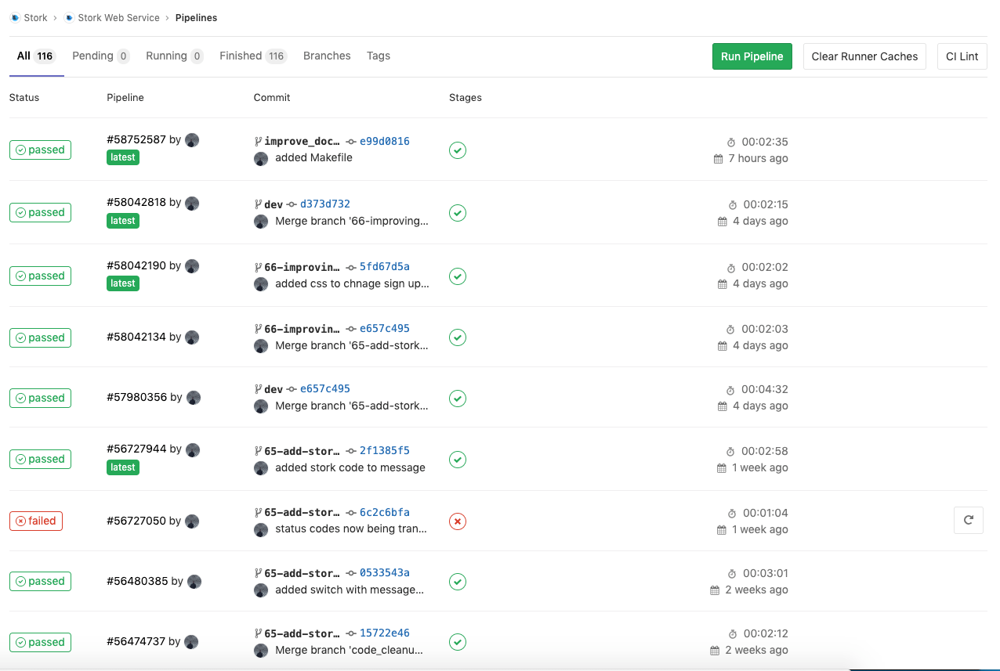 Stork › Stork Web Service › Pipelines
All 116 Pending 0 Running 0 Finished 116 Branches Tags Run Pipeline Clear Runner Caches CI Lint
Status Pipeline Commit Stages
passed #58752587 by latest improve_doc... e99d0816 added Makefile 00:02:35 7 hours ago
passed #58042818 by latest dev d373d732 Merge branch '66-improving... 00:02:15 4 days ago
passed #58042190 by latest 66-improvin... 5fd67d5a added css to chnage sign up... 00:02:02 4 days ago
passed #58042134 by 66-improvin... e657c495 Merge branch '65-add-stork... 00:02:03 4 days ago
passed #57980356 by dev e657c495 Merge branch '65-add-stork... 00:04:32 4 days ago
passed #56727944 by latest 65-add-stor... 2f1385f5 added stork code to message 00:02:58 1 week ago
failed #56727050 by 65-add-stor... 6c2c6bfa status codes now being tran... 00:01:04 1 week ago
passed #56480385 by 65-add-stor... 0533543a added switch with message... 00:03:01 2 weeks ago
passed #56474737 by 65-add-stor... 15722e46 Merge branch 'code_cleanu... 00:02:12 2 weeks ago